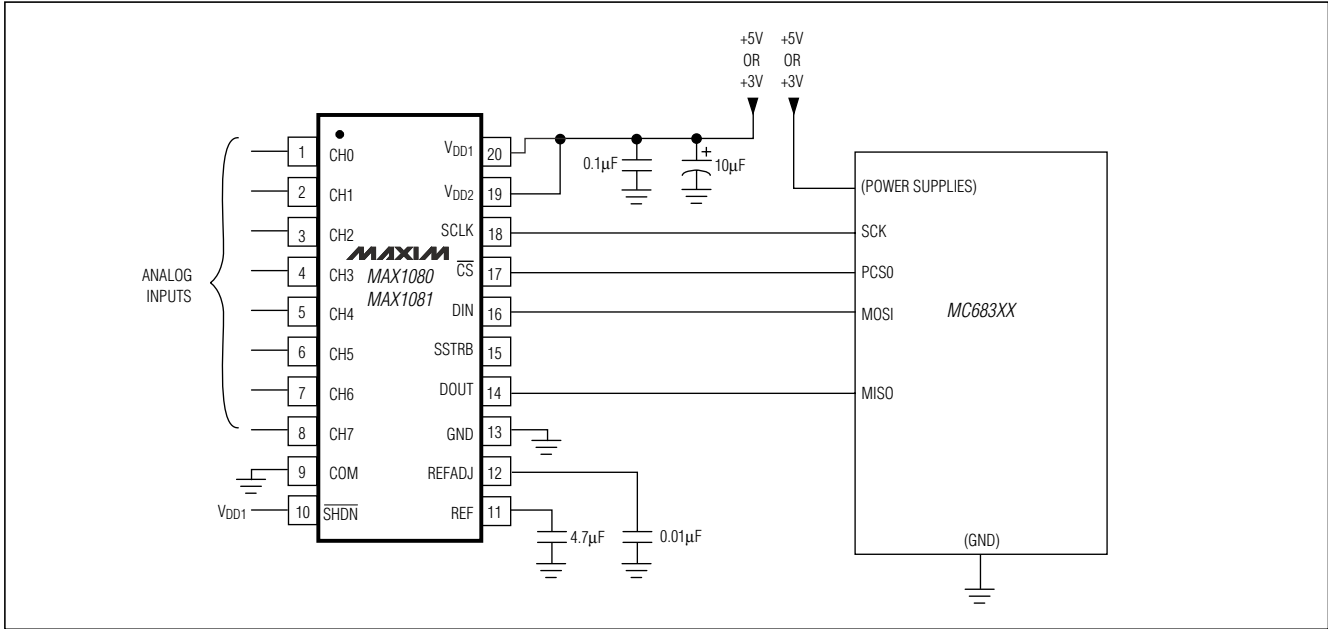 +5V
OR
+3V
+5V
OR
+3V
ANALOG
INPUTS
1 CH0
2 CH1
3 CH2
4 CH3
5 CH4
6 CH5
7 CH6
8 CH7
9 COM
VDD1 10 SHDN
MAXIM
MAX1080
MAX1081
VDD1 20
VDD2 19
SCLK 18
CS 17
DIN 16
SSTRB 15
DOUT 14
GND 13
REFADJ 12
REF 11
0.1µF
+
10µF
4.7µF
0.01µF
(POWER SUPPLIES)
SCK
PCS0
MOSI
MC683XX
MISO
(GND)